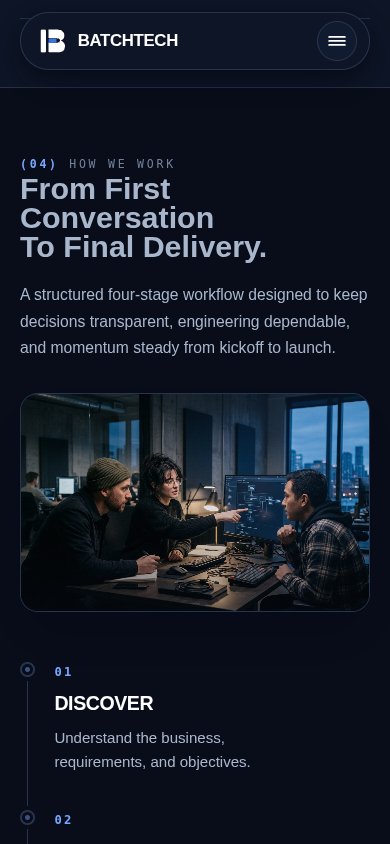 BATCHTECH
(04) HOW WE WORK
From First
Conversation
To Final Delivery.
A structured four-stage workflow designed to keep
decisions transparent, engineering dependable,
and momentum steady from kickoff to launch.
01
DISCOVER
Understand the business,
requirements, and objectives.
02